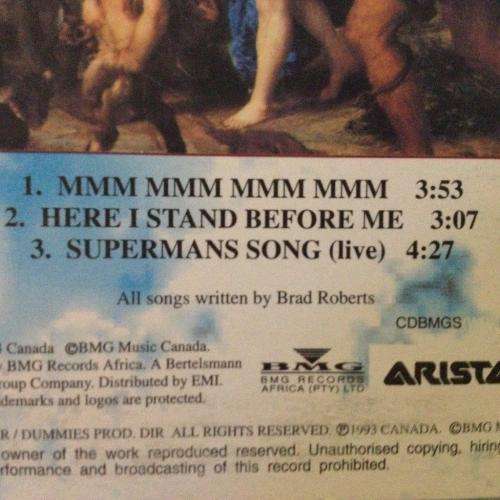 1. MMM MMM MMM MMM 3:53
2. HERE I STAND BEFORE ME 3:07
3. SUPERMANS SONG (live) 4:27
All songs written by Brad Roberts
CDBMGS
Canada ©BMG Music Canada.
BMG Records Africa. A Bertelsmann
Group Company. Distributed by EMI.
and logos are protected.
BMG
BMG RECORDS
AFRICA (PTY) LTD
ARISTA
/ DUMMIES PROD. DIR ALL RIGHTS RESERVED. ℗1993 CANADA. ©BMG
owner of the work reproduced reserved. Unauthorised copying, hiring
and broadcasting of this record prohibited.